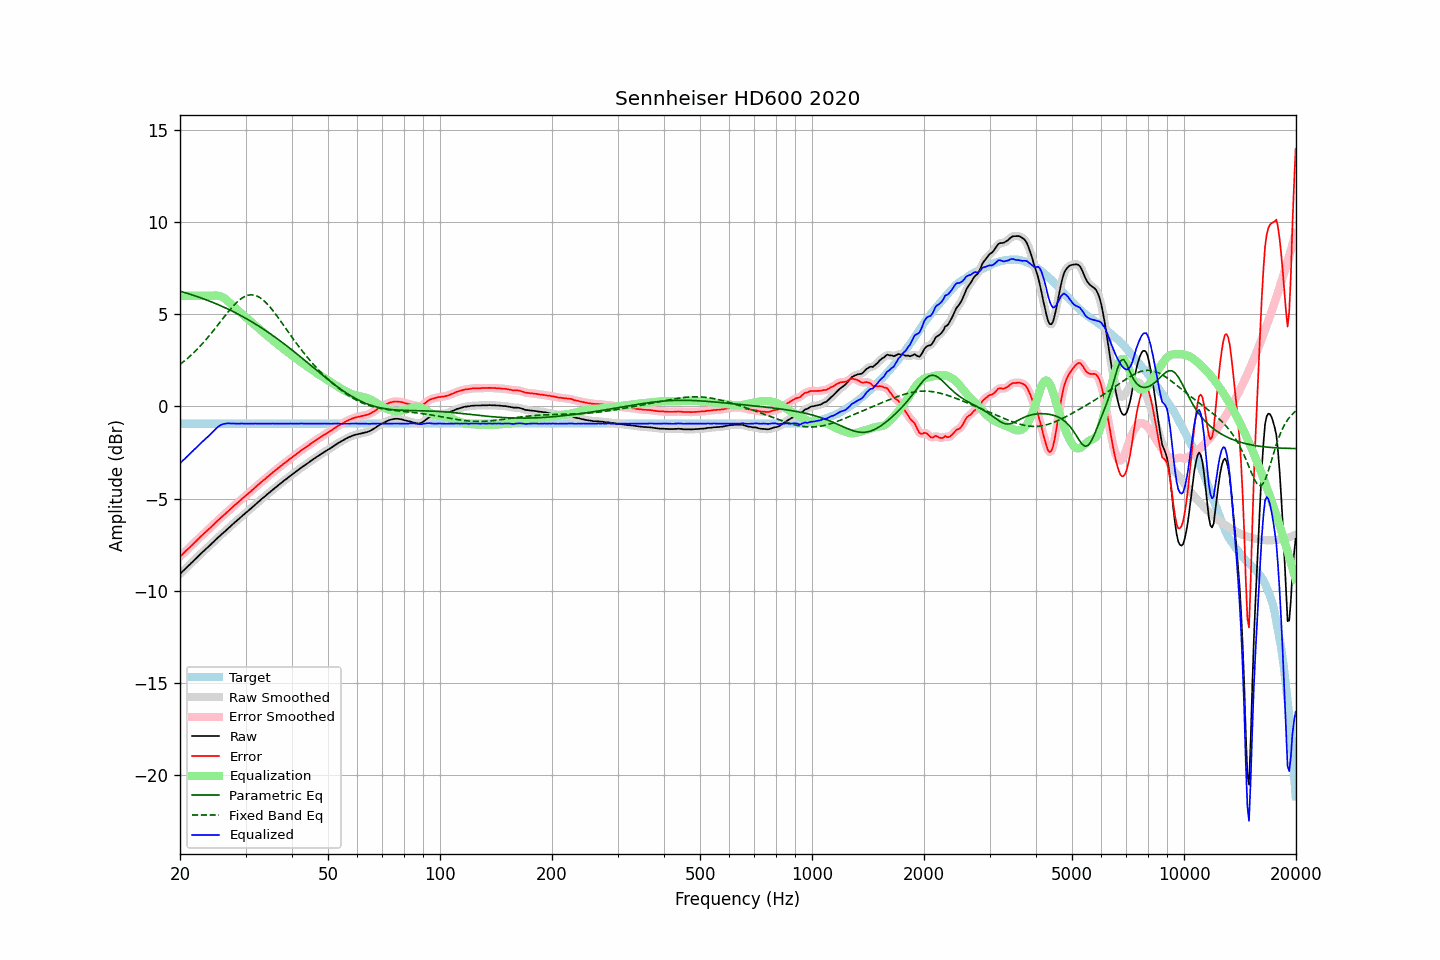 Sennheiser HD600 2020
Amplitude (dBr)
15
10
5
0
−5
−10
−15
−20
Target
Raw Smoothed
Error Smoothed
Raw
Error
Equalization
Parametric Eq
Fixed Band Eq
Equalized
20
50
100
200
500
1000
2000
5000
10000
20000
Frequency (Hz)